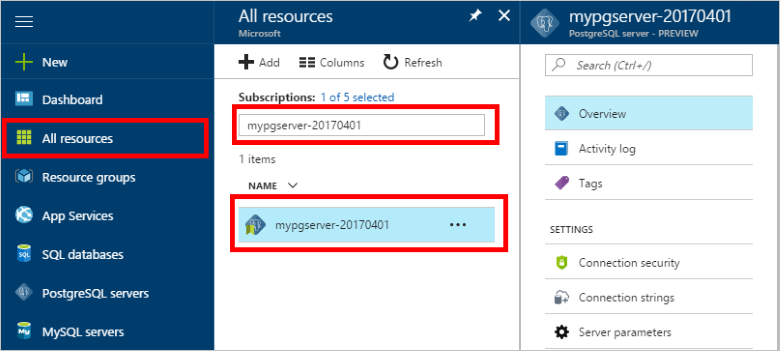 New
Dashboard
All resources
Resource groups
App Services
SQL databases
PostgreSQL servers
MySQL servers
All resources
Microsoft
Add Columns Refresh
Subscriptions: 1 of 5 selected
mypgserver-20170401
1 items
NAME
mypgserver-20170401
mypgserver-20170401
PostgreSQL server - PREVIEW
Search (Ctrl+/)
Overview
Activity log
Tags
SETTINGS
Connection security
Connection strings
Server parameters